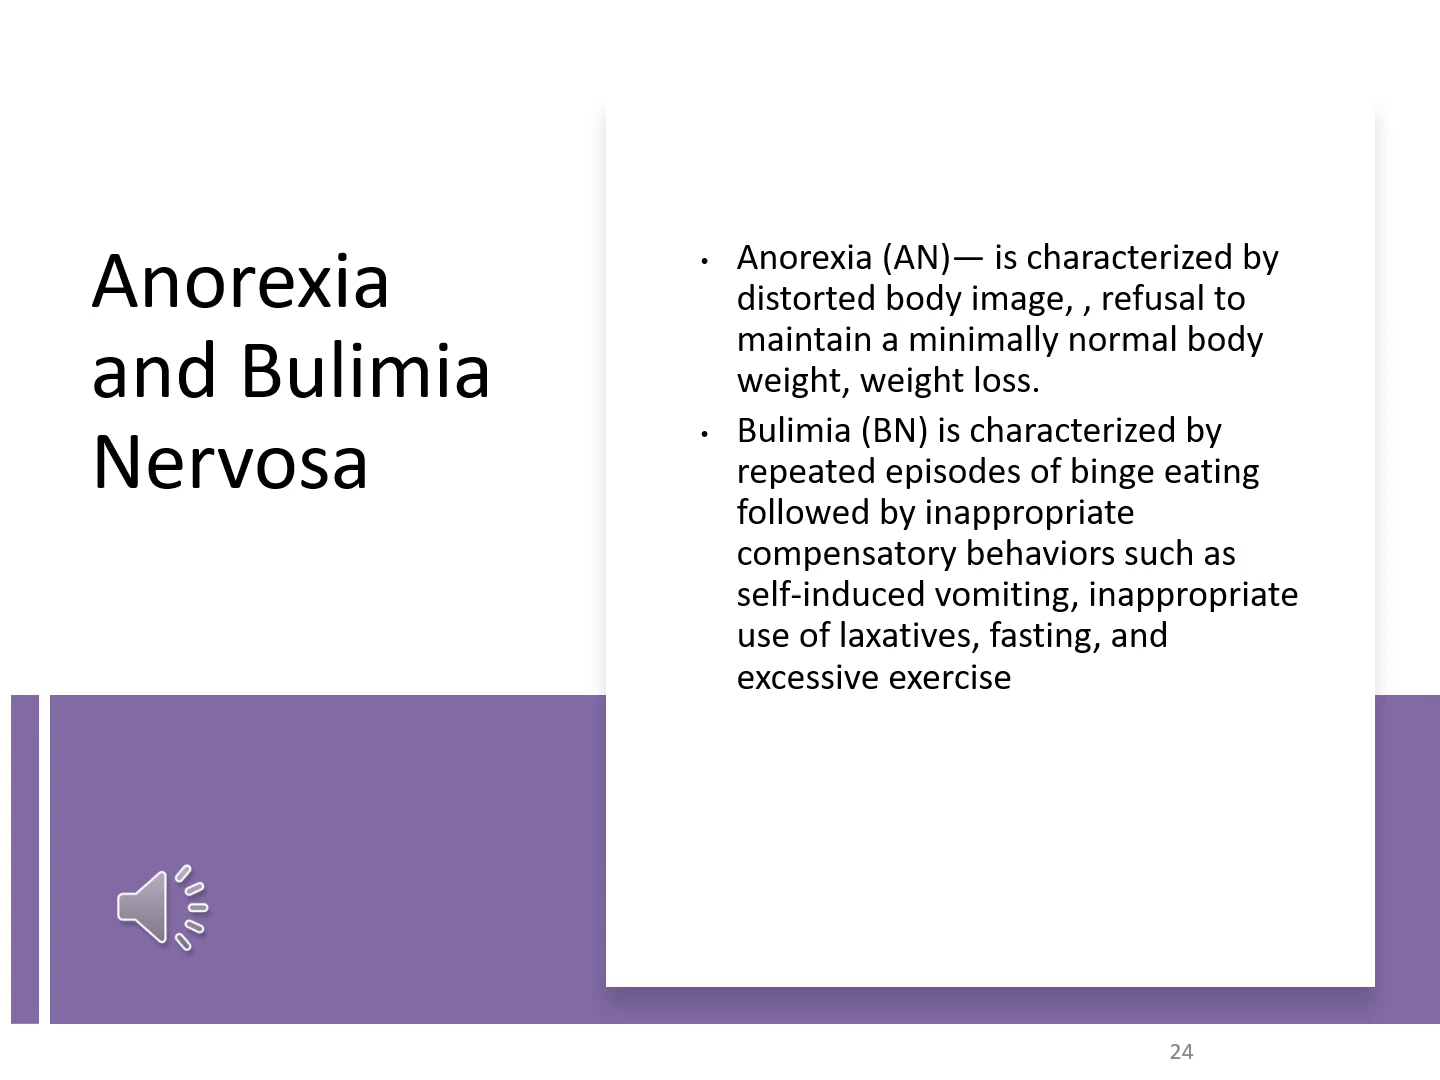 Anorexia
and Bulimia
Nervosa
• Anorexia (AN)— is characterized by
distorted body image, , refusal to
maintain a minimally normal body
weight, weight loss.
• Bulimia (BN) is characterized by
repeated episodes of binge eating
followed by inappropriate
compensatory behaviors such as
self-induced vomiting, inappropriate
use of laxatives, fasting, and
excessive exercise
24